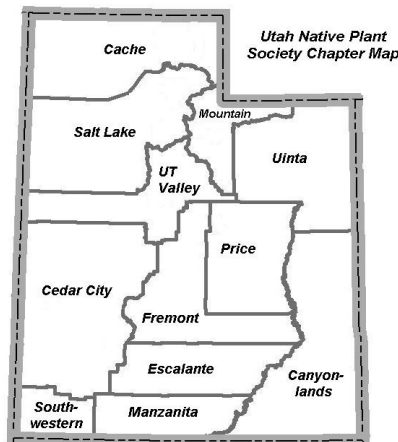 Utah Native Plant
Society Chapter Map
Cache
Mountain
Salt Lake
Uinta
UT
Valley
Price
Cedar City
Fremont
Escalante
Canyon-
lands
South-
western
Manzanita